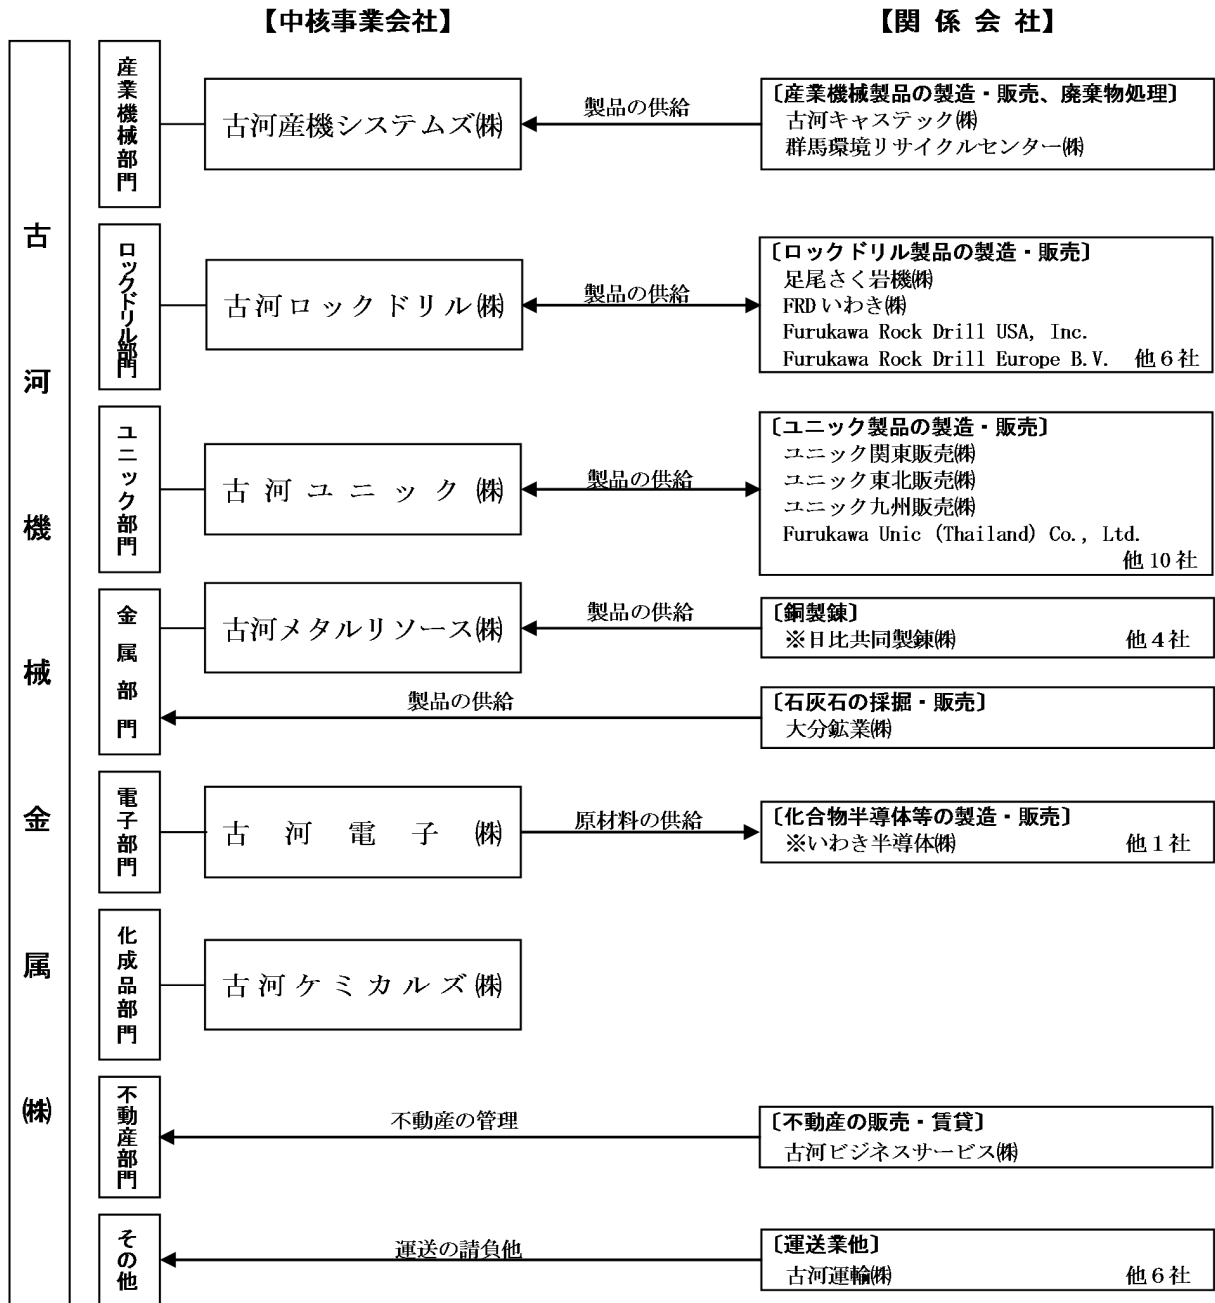 【中核事業会社】
【関 係 会 社】
古河機械金属㈱
産業機械部門
古河産機システムズ㈱
製品の供給
〔産業機械製品の製造・販売、廃棄物処理〕
古河キャステック㈱
群馬環境リサイクルセンター㈱
ロックドリル部門
古河ロックドリル㈱
製品の供給
〔ロックドリル製品の製造・販売〕
足尾さく岩機㈱
FRDいわき㈱
Furukawa Rock Drill USA, Inc.
Furukawa Rock Drill Europe B.V. 他6社
ユニック部門
古河ユニック㈱
製品の供給
〔ユニック製品の製造・販売〕
ユニック関東販売㈱
ユニック東北販売㈱
ユニック九州販売㈱
Furukawa Unic (Thailand) Co., Ltd.
他10社
金属部門
古河メタルリソース㈱
製品の供給
〔銅製錬〕
※日比共同製錬㈱ 他4社
製品の供給
〔石灰石の採掘・販売〕
大分鉱業㈱
電子部門
古河電子㈱
原材料の供給
〔化合物半導体等の製造・販売〕
※いわき半導体㈱ 他1社
化成品部門
古河ケミカルズ㈱
不動産部門
不動産の管理
〔不動産の販売・賃貸〕
古河ビジネスサービス㈱
その他
運送の請負他
〔運送業他〕
古河運輸㈱ 他6社